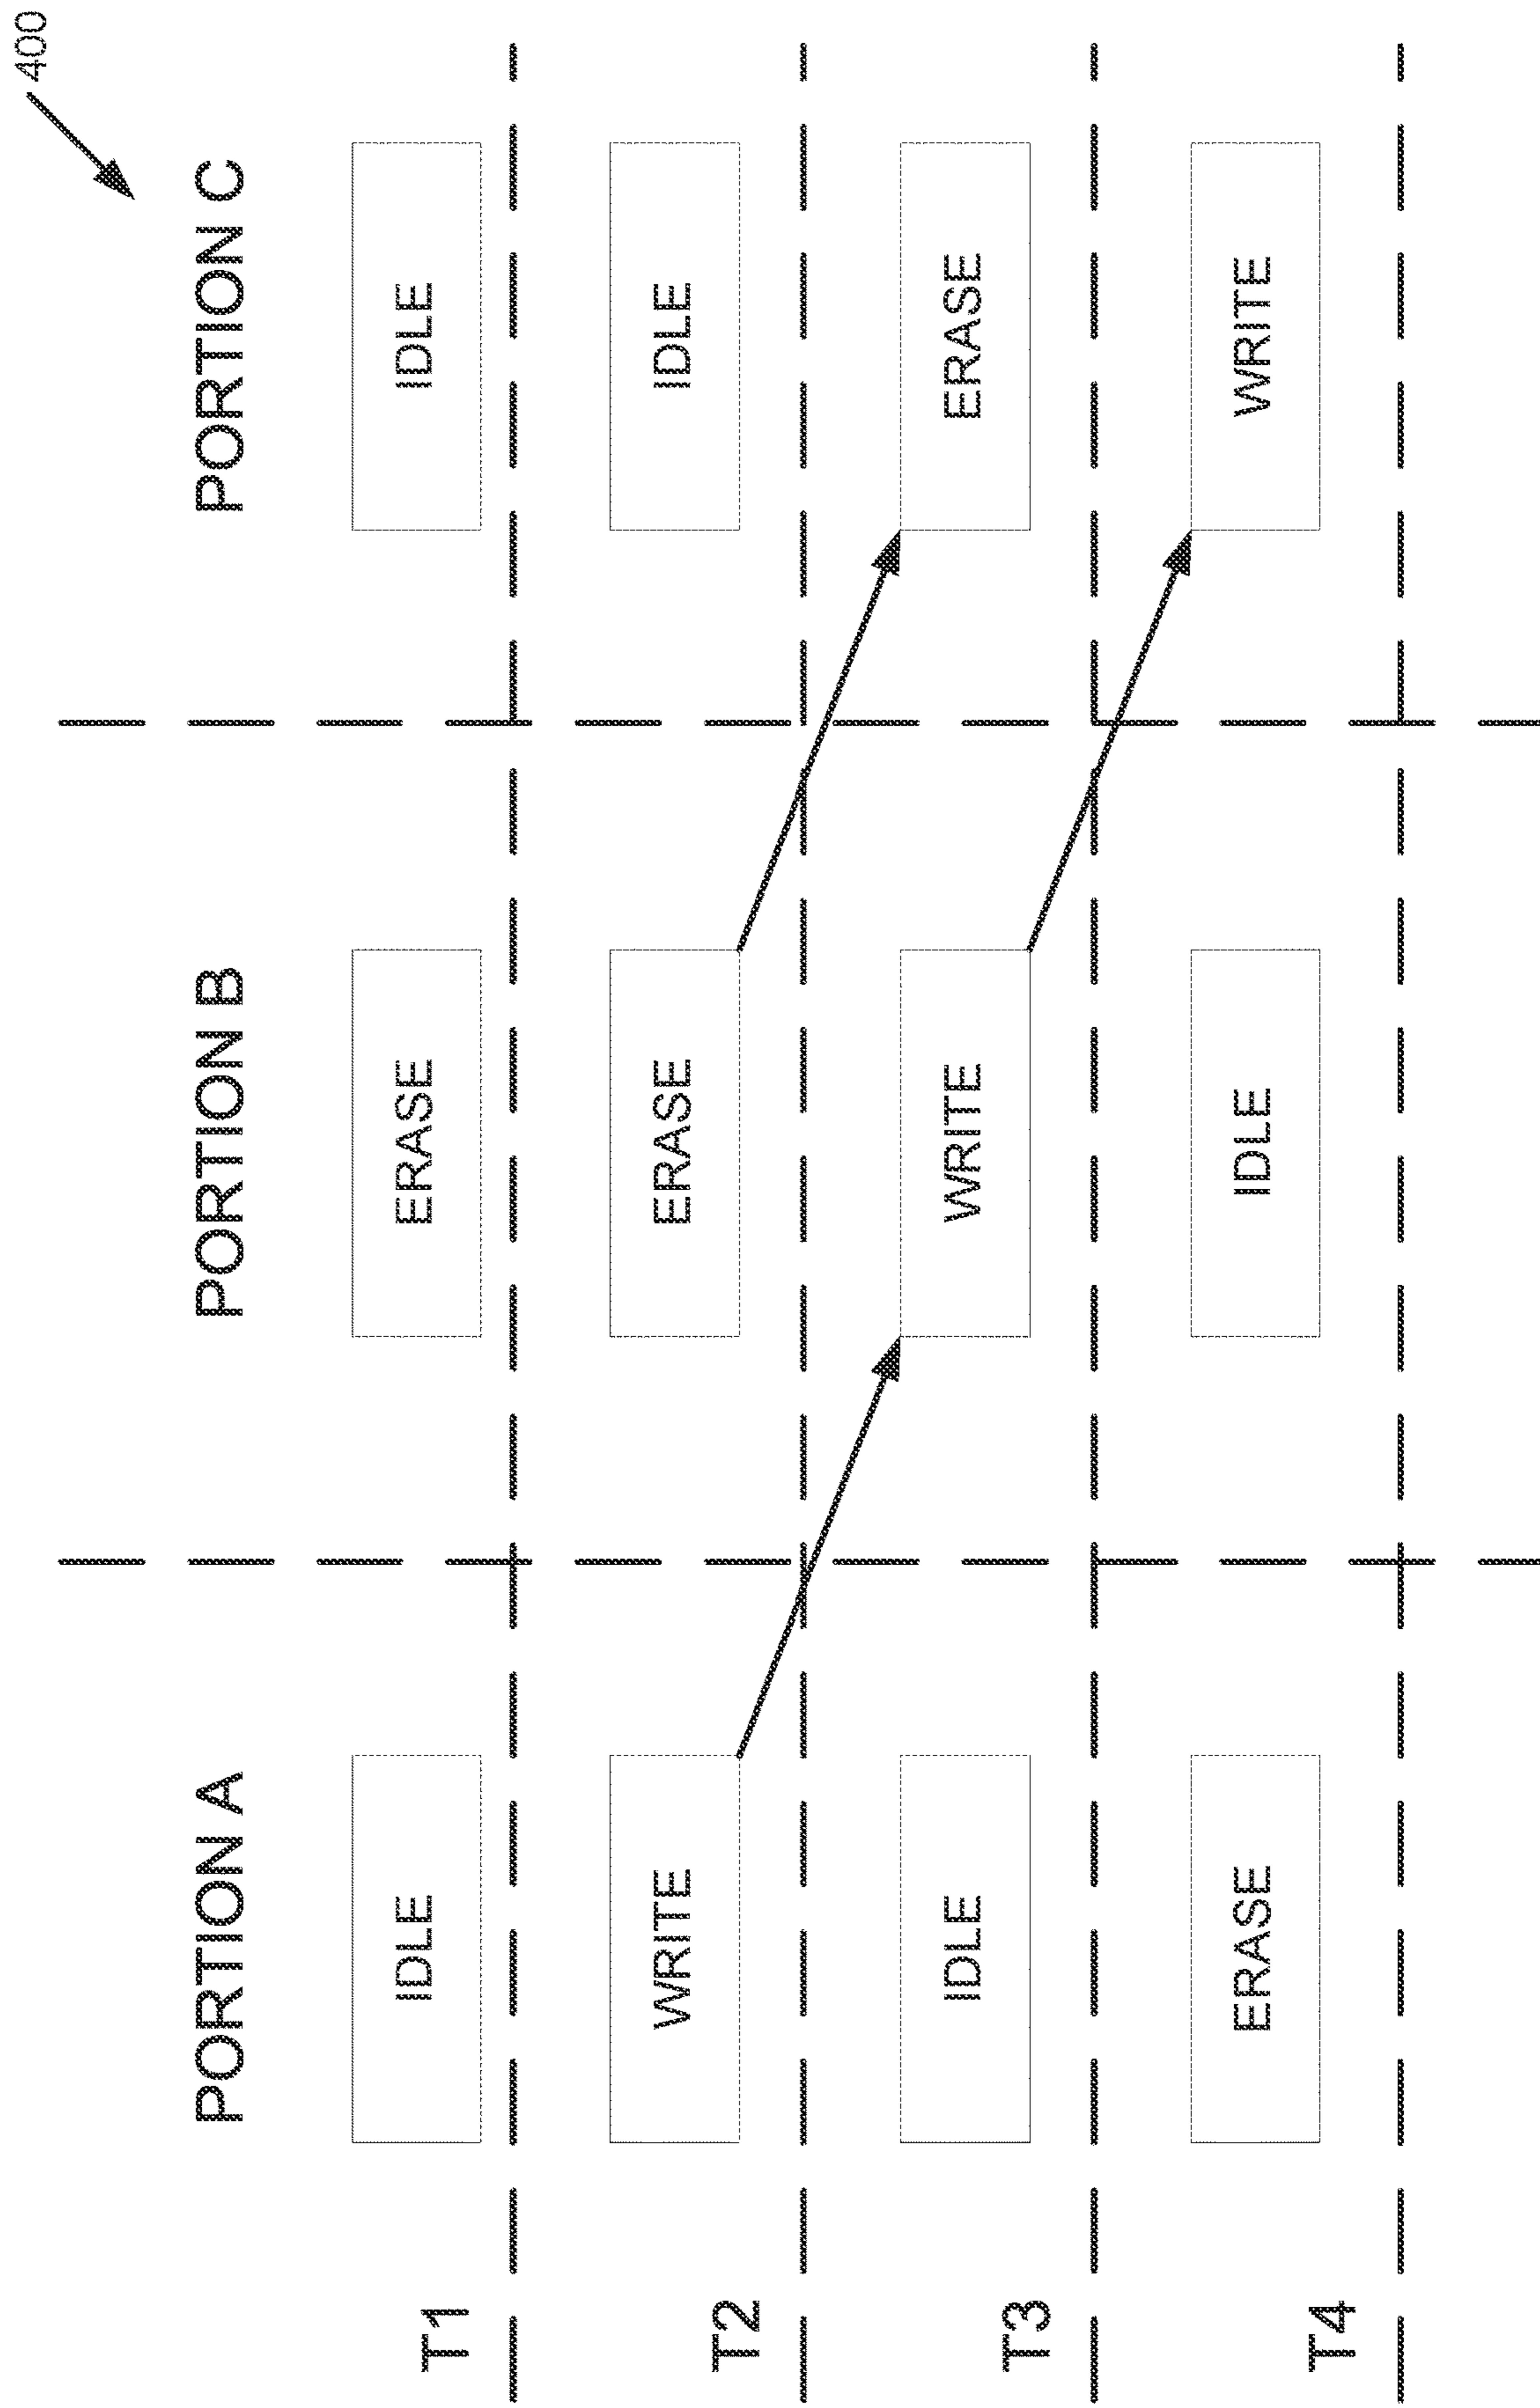 400
PORTION A PORTION B PORTION C
T1 IDLE ERASE IDLE
T2 WRITE ERASE IDLE
T3 IDLE WRITE ERASE
T4 ERASE IDLE WRITE